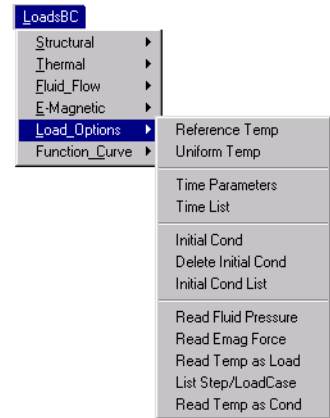 LoadsBC
Structural
Thermal
Fluid_Flow
E-Magnetic
Load_Options
Function_Curve
Reference Temp
Uniform Temp
Time Parameters
Time List
Initial Cond
Delete Initial Cond
Initial Cond List
Read Fluid Pressure
Read Emag Force
Read Temp as Load
List Step/LoadCase
Read Temp as Cond